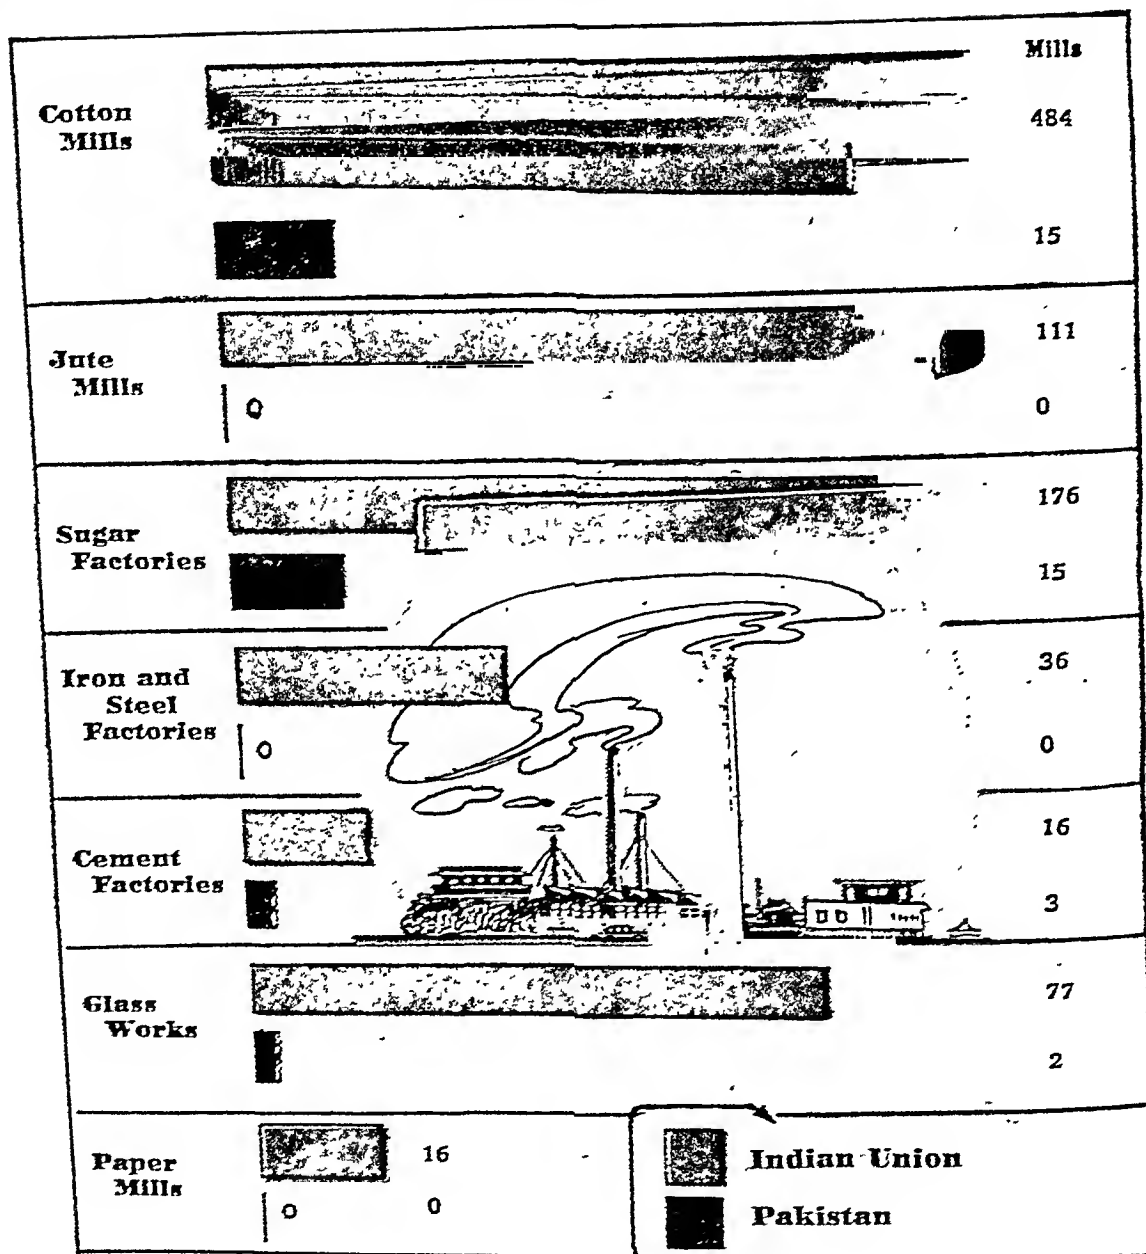 Mills
Cotton
Mills
484
15
Jute
Mills
111
0
0
Sugar
Factories
176
15
Iron and
Steel
Factories
36
0
0
Cement
Factories
16
3
Glass
Works
77
2
Paper
Mills
16
0
0
Indian Union
Pakistan